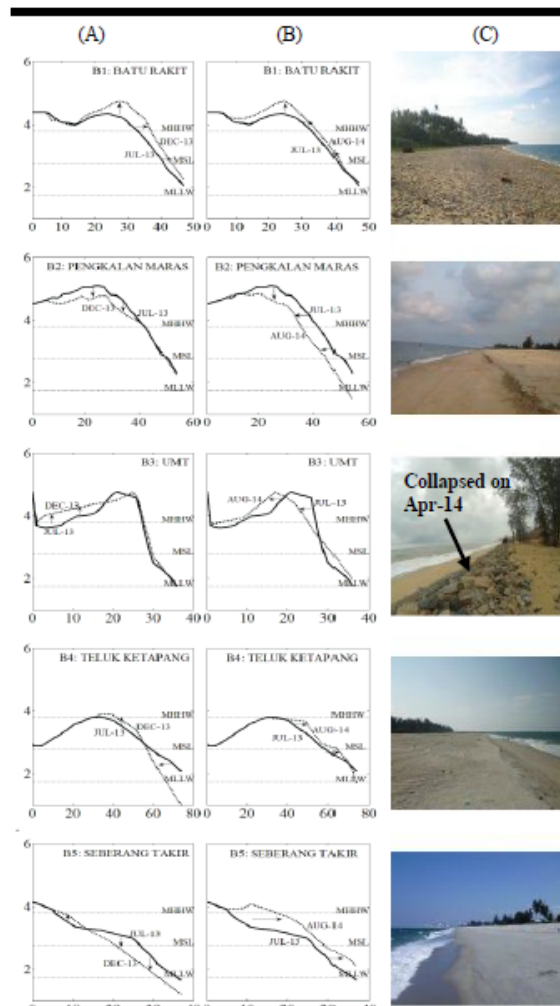 (A) (B) (C)
B1: BATU RAKIT
6
4
2
MHHW
DEC-13
JUL-13
MSL
MLLW
0 10 20 30 40 50
B1: BATU RAKIT
MHHW
AUG-14
JUL-13
MSL
MLLW
0 10 20 30 40 50
B2: PENGKALAN MARAS
6
4
2
DEC-13
JUL-13
MHHW
MSL
MLLW
0 20 40 60
B2: PENGKALAN MARAS
JUL-13
MHHW
AUG-14
MSL
MLLW
0 20 40 60
B3: UMT
6
4
2
DEC-13
JUL-13
MHHW
MSL
MLLW
0 10 20 30 40
B3: UMT
AUG-14
JUL-13
MHHW
MSL
MLLW
0 10 20 30 40
Collapsed on
Apr-14
B4: TELUK KETAPANG
6
4
2
MHHW
DEC-13
JUL-13
MSL
MLLW
0 20 40 60 80
B4: TELUK KETAPANG
MHHW
AUG-14
JUL-13
MSL
MLLW
0 20 40 60 80
B5: SEBERANG TAKIR
6
4
2
MHHW
JUL-13
MSL
DEC-13
MLLW
B5: SEBERANG TAKIR
MHHW
AUG-14
JUL-13
MSL
MLLW